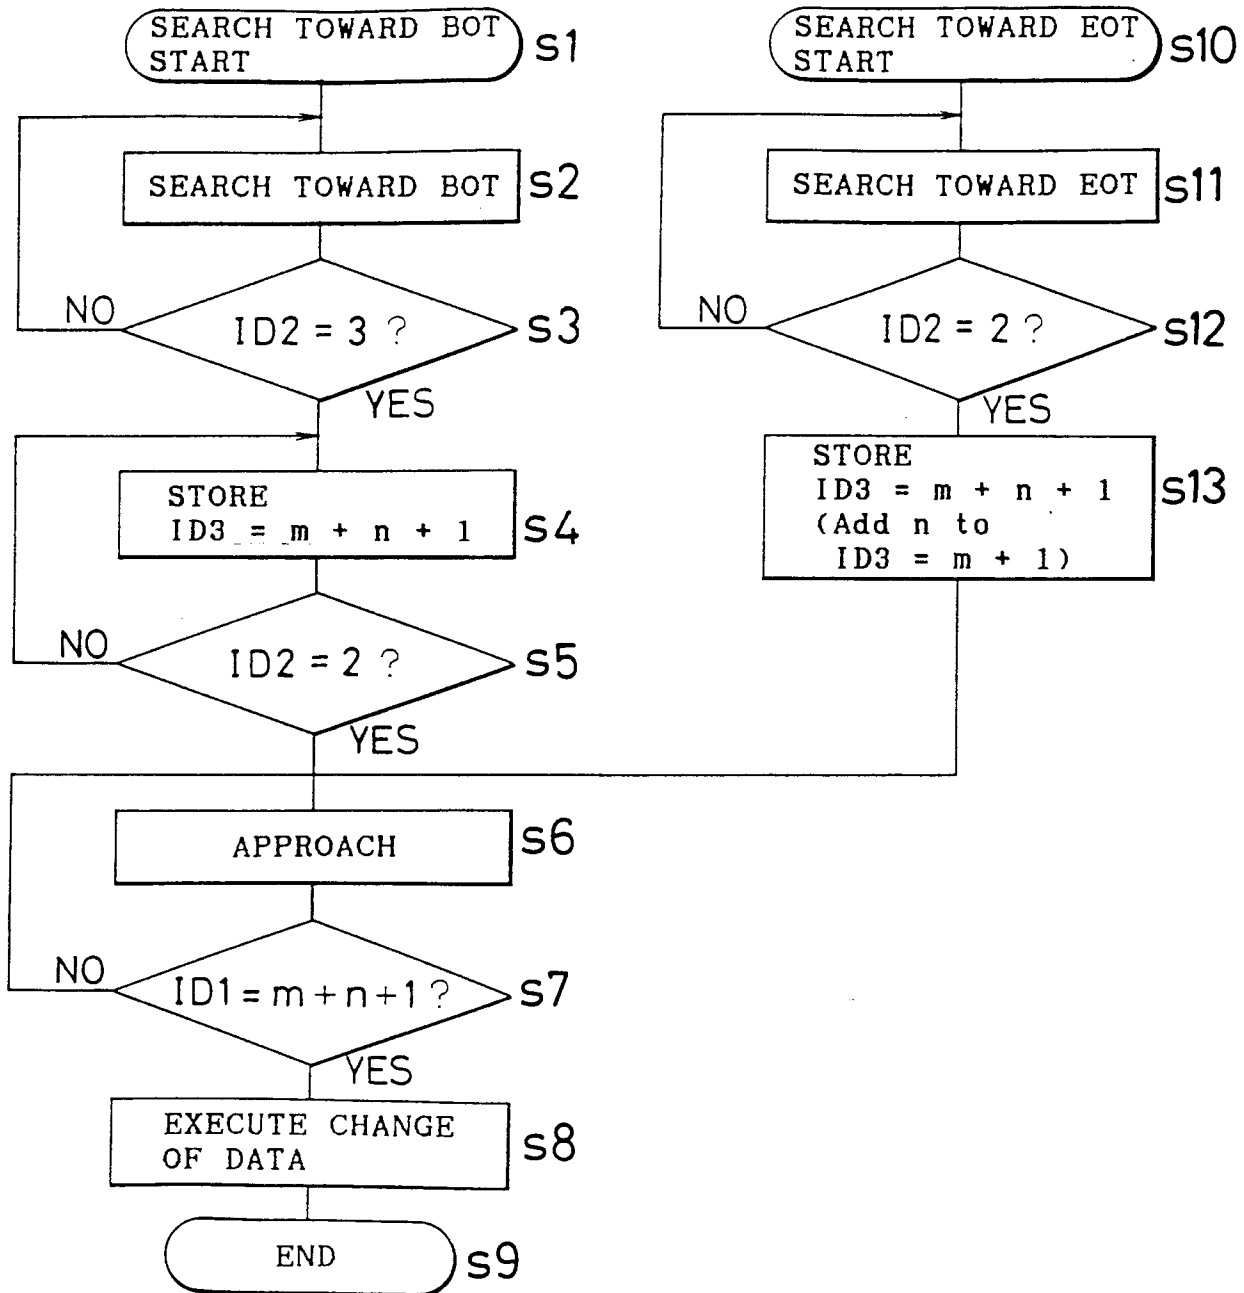 SEARCH TOWARD BOT
START
s1
SEARCH TOWARD BOT
s2
NO
ID2 = 3 ?
s3
YES
STORE
ID3 = m + n + 1
s4
NO
ID2 = 2 ?
s5
YES
APPROACH
s6
NO
ID1 = m + n + 1 ?
s7
YES
EXECUTE CHANGE
OF DATA
s8
END
s9
SEARCH TOWARD EOT
START
s10
SEARCH TOWARD EOT
s11
NO
ID2 = 2 ?
s12
YES
STORE
ID3 = m + n + 1
(Add n to
ID3 = m + 1)
s13